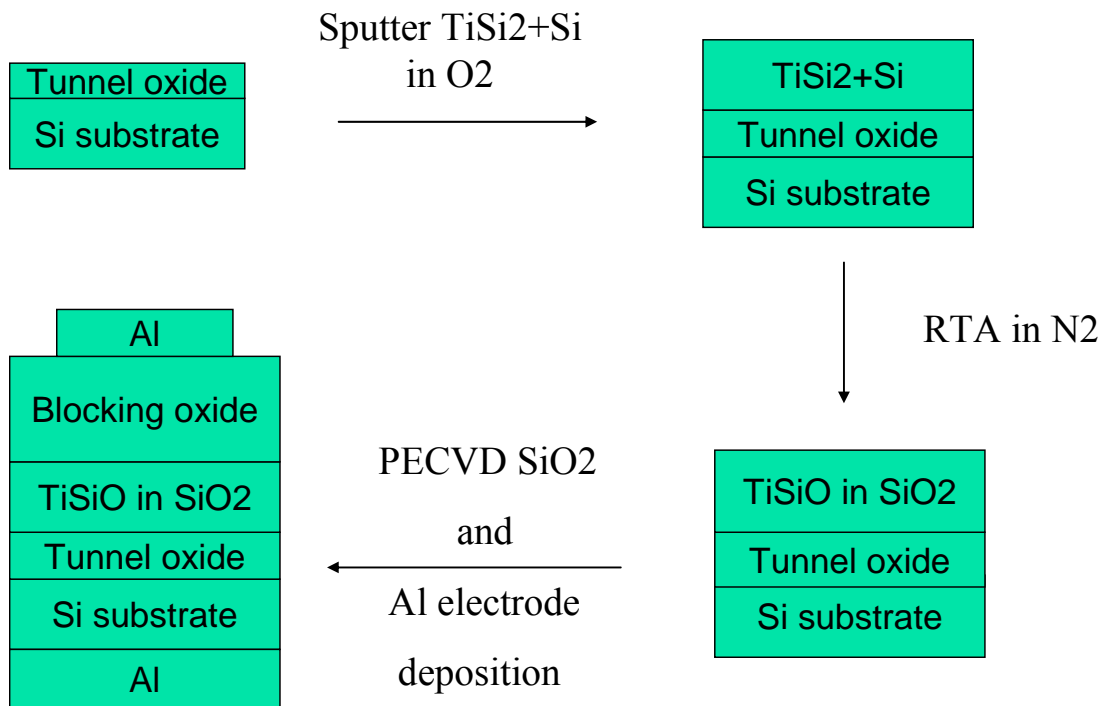 Tunnel oxide
Si substrate
Sputter TiSi2+Si
in O2
TiSi2+Si
Tunnel oxide
Si substrate
RTA in N2
TiSiO in SiO2
Tunnel oxide
Si substrate
PECVD SiO2
and
Al electrode
deposition
Al
Blocking oxide
TiSiO in SiO2
Tunnel oxide
Si substrate
Al